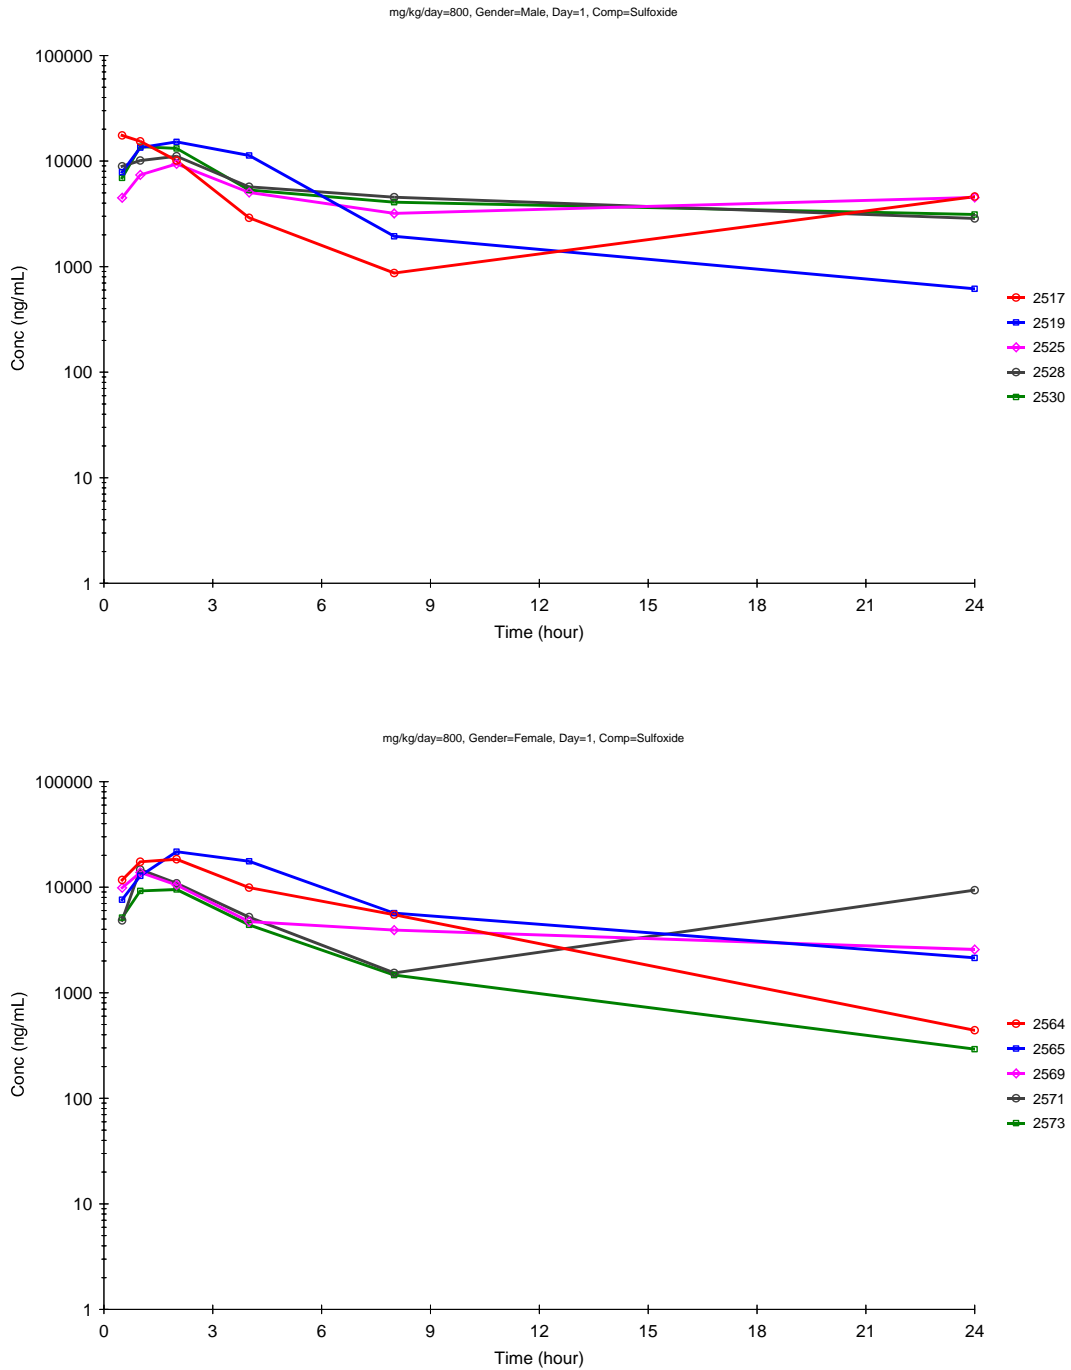 mg/kg/day=800, Gender=Male, Day=1, Comp=Sulfoxide
100000
10000
1000
100
10
1
Conc (ng/mL)
0 3 6 9 12 15 18 21 24
Time (hour)
2517
2519
2525
2528
2530
mg/kg/day=800, Gender=Female, Day=1, Comp=Sulfoxide
100000
10000
1000
100
10
1
Conc (ng/mL)
0 3 6 9 12 15 18 21 24
Time (hour)
2564
2565
2569
2571
2573